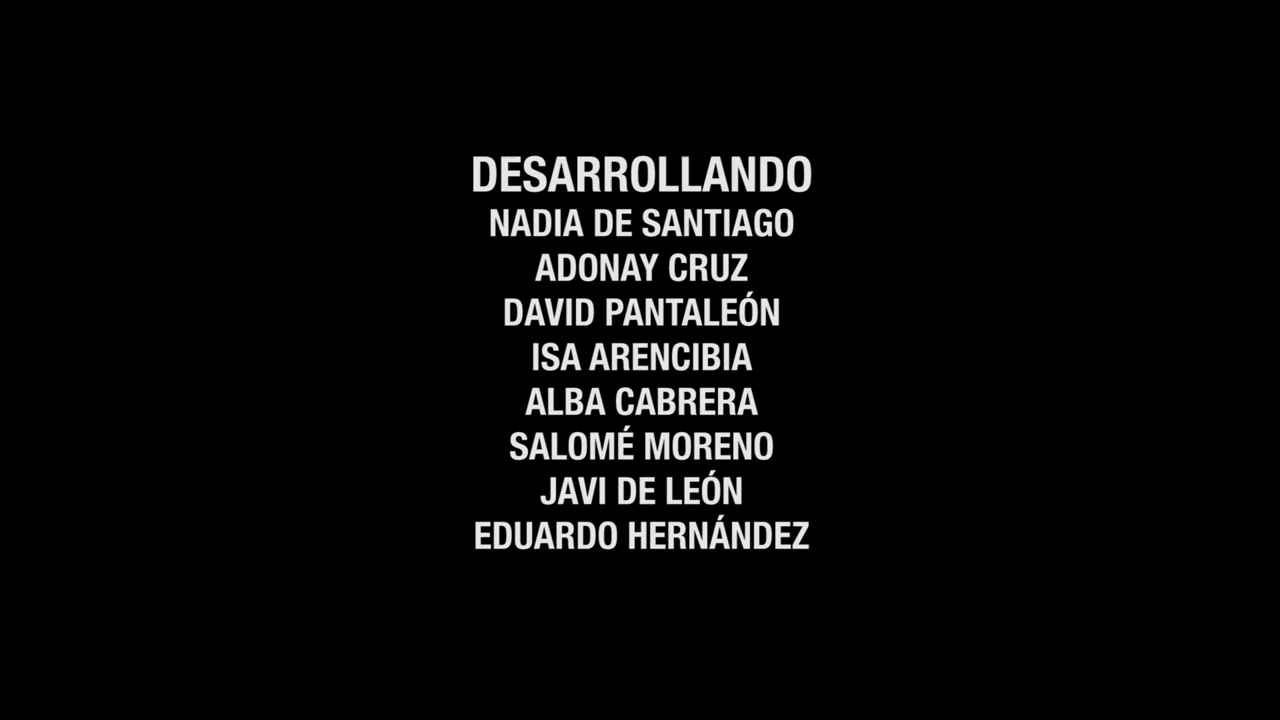 DESARROLLANDO
NADIA DE SANTIAGO
ADONAY CRUZ
DAVID PANTALEÓN
ISA ARENCIBIA
ALBA CABRERA
SALOMÉ MORENO
JAVI DE LEÓN
EDUARDO HERNÁNDEZ